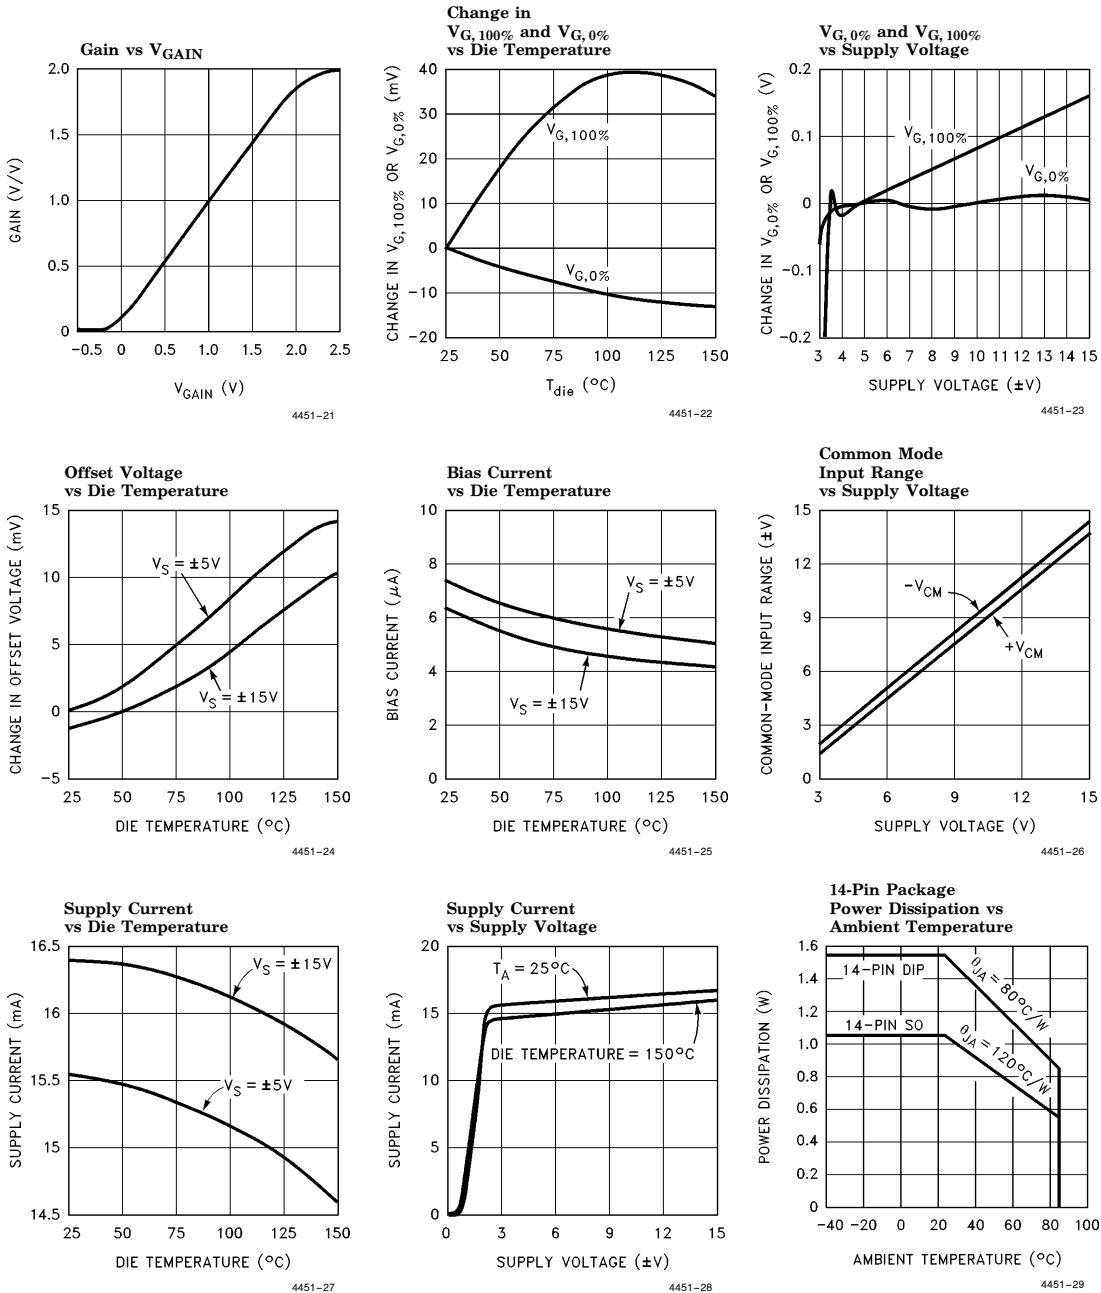 Gain vs VGAIN
2.0
1.5
1.0
0.5
0
GAIN (V/V)
−0.5 0 0.5 1.0 1.5 2.0 2.5
VGAIN (V)
4451−21
Change in
VG, 100% and VG, 0%
vs Die Temperature
40
30
20
10
0
−10
−20
CHANGE IN VG,100% OR VG,0% (mV)
VG,100%
VG,0%
25 50 75 100 125 150
Tdie (°C)
4451−22
VG, 0% and VG, 100%
vs Supply Voltage
0.2
0.1
0
−0.1
−0.2
CHANGE IN VG,0% OR VG,100% (V)
VG,100%
VG,0%
3 4 5 6 7 8 9 10 11 12 13 14 15
SUPPLY VOLTAGE (±V)
4451−23
Offset Voltage
vs Die Temperature
15
10
5
0
−5
CHANGE IN OFFSET VOLTAGE (mV)
VS = ±5V
VS = ±15V
25 50 75 100 125 150
DIE TEMPERATURE (°C)
4451−24
Bias Current
vs Die Temperature
10
8
6
4
2
0
BIAS CURRENT (μA)
VS = ±5V
VS = ±15V
25 50 75 100 125 150
DIE TEMPERATURE (°C)
4451−25
Common Mode
Input Range
vs Supply Voltage
15
12
9
6
3
0
COMMON−MODE INPUT RANGE (±V)
−VCM
+VCM
3 6 9 12 15
SUPPLY VOLTAGE (V)
4451−26
Supply Current
vs Die Temperature
16.5
16
15.5
15
14.5
SUPPLY CURRENT (mA)
VS = ±15V
VS = ±5V
25 50 75 100 125 150
DIE TEMPERATURE (°C)
4451−27
Supply Current
vs Supply Voltage
20
15
10
5
0
SUPPLY CURRENT (mA)
TA = 25°C
DIE TEMPERATURE = 150°C
0 3 6 9 12 15
SUPPLY VOLTAGE (±V)
4451−28
14-Pin Package
Power Dissipation vs
Ambient Temperature
1.6
1.4
1.2
1.0
0.8
0.6
0.4
0.2
0
POWER DISSIPATION (W)
14−PIN DIP
θJA = 80°C/W
14−PIN SO
θJA = 120°C/W
−40 −20 0 20 40 60 80 100
AMBIENT TEMPERATURE (°C)
4451−29